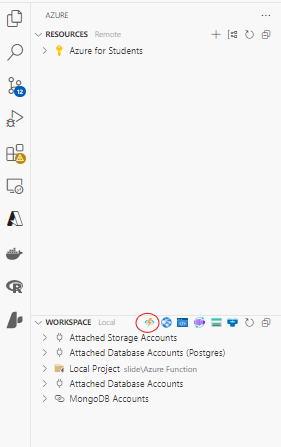 AZURE
RESOURCES Remote
Azure for Students
12
WORKSPACE Local
Attached Storage Accounts
Attached Database Accounts (Postgres)
Local Project slide\Azure Function
Attached Database Accounts
MongoDB Accounts